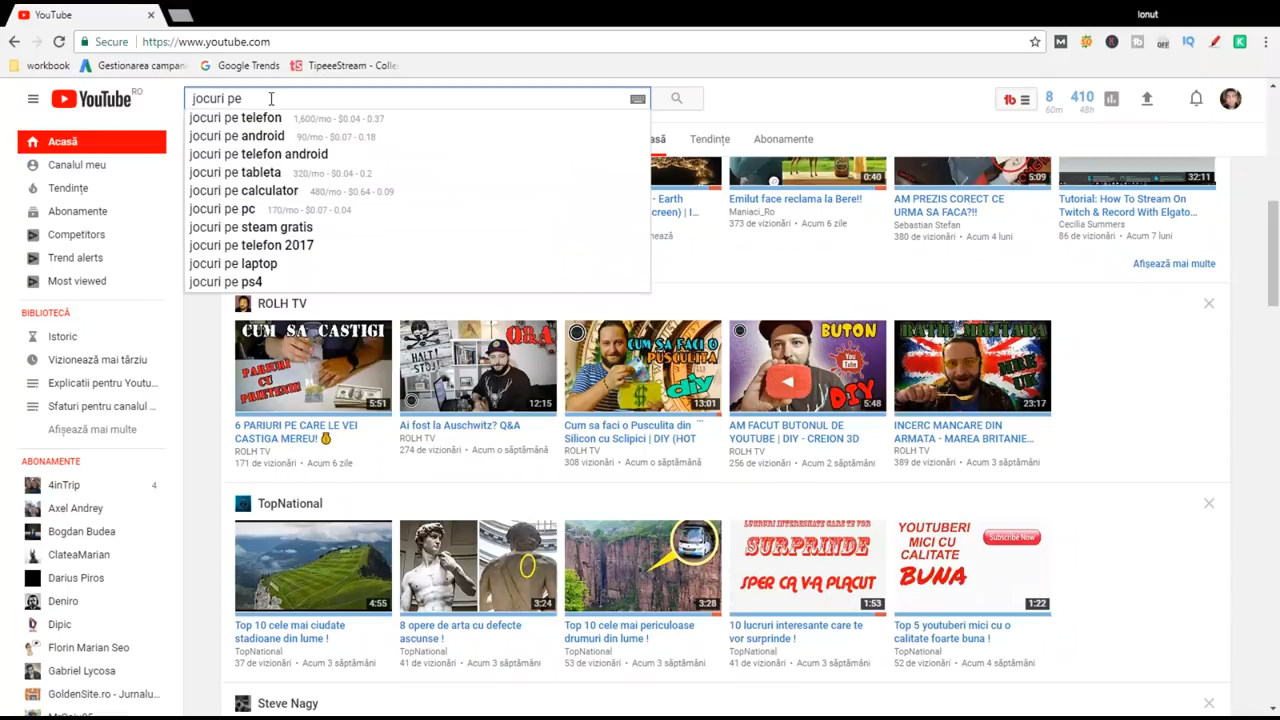 YouTube
Ionut
Secure
https://www.youtube.com
workbook
Gestionarea campan
Google Trends
TipeeeStream - Colle
YouTube RO
jocuri pe
8
60m
410
48h
jocuri pe telefon 1,600/mo - $0.04 - 0.37
jocuri pe android 90/mo - $0.07 - 0.18
jocuri pe telefon android
jocuri pe tableta 320/mo - $0.04 - 0.2
jocuri pe calculator 480/mo - $0.64 - 0.09
jocuri pe pc 170/mo - $0.07 - 0.04
jocuri pe steam gratis
jocuri pe telefon 2017
jocuri pe laptop
jocuri pe ps4
Tendințe
Abonamente
Acasă
Canalul meu
Tendințe
Abonamente
Competitors
Trend alerts
Most viewed
BIBLIOTECĂ
Istoric
Vizionează mai târziu
Explicatii pentru Youtu...
Sfaturi pentru canalul ...
Afișează mai multe
ABONAMENTE
4inTrip 4
Axel Andrey
Bogdan Budea
ClateaMarian
Darius Piros
Deniro
Dipic
Florin Marian Seo
Gabriel Lycosa
GoldenSite.ro - Jurnalu...
0:40
5:09
32:11
- Earth
Emilut face reclama la Bere!!
Maniaci_Ro
373 de vizionări • Acum 6 zile
AM PREZIS CORECT CE
URMA SA FACA?!!
Sebastian Stefan
380 de vizionări • Acum 4 luni
Tutorial: How To Stream On
Twitch & Record With Elgato...
Cecilia Summers
86 de vizionări • Acum 7 luni
Afișează mai multe
ROLH TV
CUM SA CASTIGI
PARIURI
CU
PRIETENII
5:51
6 PARIURI PE CARE LE VEI
CASTIGA MEREU!
ROLH TV
171 de vizionări • Acum 6 zile
Q&A
HALT!
STOJ!
12:15
Ai fost la Auschwitz? Q&A
ROLH TV
274 de vizionări • Acum o săptămână
CUM SA FACI O
PUSCULITA
diy
13:01
Cum sa faci o Pusculita din
Silicon cu Sclipici | DIY (HOT
ROLH TV
308 vizionări • Acum o săptămână
BUTON
You Tube
DIY
5:48
AM FACUT BUTONUL DE
YOUTUBE | DIY - CREION 3D
ROLH TV
256 de vizionări • Acum 2 săptămâni
RATIE MILITARA
MRE
UK
23:17
INCERC MANCARE DIN
ARMATA - MAREA BRITANIE...
ROLH TV
389 de vizionări • Acum 3 săptămâni
TopNational
4:55
Top 10 cele mai ciudate
stadioane din lume !
TopNational
37 de vizionări • Acum 3 săptămâni
3:24
8 opere de arta cu defecte
ascunse !
TopNational
41 de vizionări • Acum 3 săptămâni
3:28
Top 10 cele mai periculoase
drumuri din lume !
TopNational
53 de vizionări • Acum 3 săptămâni
LUCRURI INTERESNATE CARE TE VOR
SURPRINDE
SPER CA V-A PLACUT
1:53
10 lucruri interesante care te
vor surprinde !
TopNational
41 de vizionări • Acum 3 săptămâni
YOUTUBERI
MICI CU
CALITATE
BUNA
Subscribe Now
1:22
Top 5 youtuberi mici cu o
calitate foarte buna !
TopNational
52 de vizionări • Acum 4 săptămâni
Steve Nagy